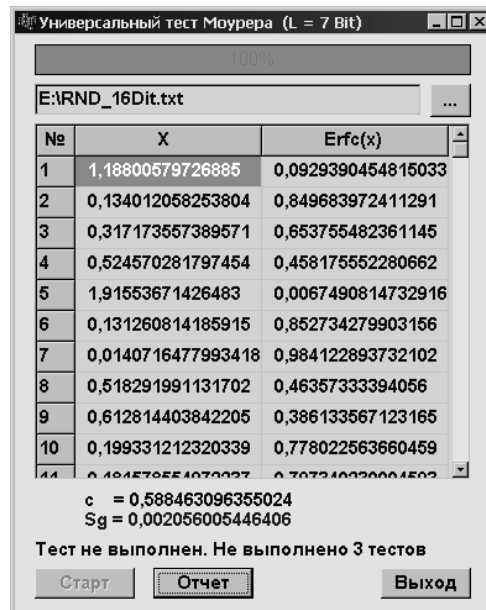 Универсальный тест Моурера (L = 7 Bit)
100%
E:\RND_16Dit.txt ...
№ X Erfc(x)
1 1,18800579726885 0,0929390454815033
2 0,134012058253804 0,849683972411291
3 0,317173557389571 0,653755482361145
4 0,524570281797454 0,458175552280662
5 1,91553671426483 0,0067490814732916
6 0,131260814185915 0,852734279903156
7 0,0140716477993418 0,984122893732102
8 0,518291991131702 0,46357333394056
9 0,612814403842205 0,386133567123165
10 0,199331212320339 0,778022563660459
c = 0,588463096355024
Sg = 0,002056005446406
Тест не выполнен. Не выполнено 3 тестов
Старт Отчет Выход